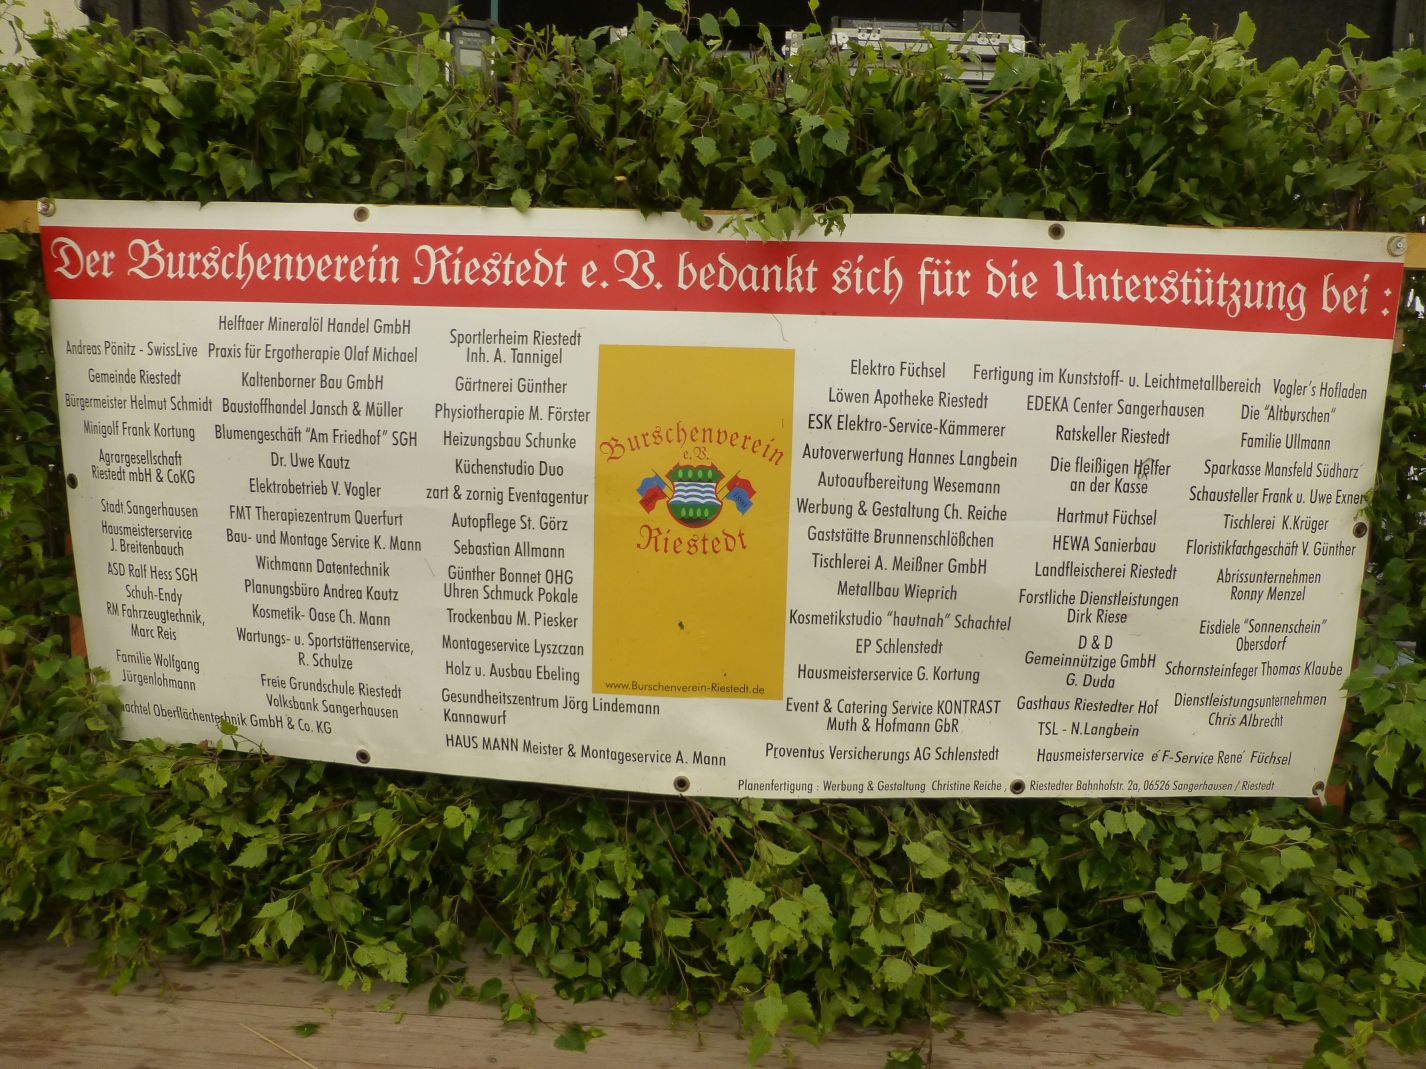 Der Burschenverein Riestedt e.V. bedankt sich für die Unterstützung bei :
Andreas Pönitz - SwissLive
Gemeinde Riestedt
Bürgermeister Helmut Schmidt
Minigolf Frank Kortung
Agrargesellschaft
Riestedt mbH & CoKG
Stadt Sangerhausen
Hausmeisterservice
J. Breitenbauch
ASD Ralf Hess SGH
Schuh-Endy
RM Fahrzeugtechnik,
Marc Reis
Familie Wolfgang
Jürgenlohmann
Oberflächentechnik GmbH & Co. KG
Helftaer Mineralöl Handel GmbH
Praxis für Ergotherapie Olaf Michael
Kaltenborner Bau GmbH
Baustoffhandel Jansch & Müller
Blumengeschäft "Am Friedhof" SGH
Dr. Uwe Kautz
Elektrobetrieb V. Vogler
FMT Therapiezentrum Querfurt
Bau- und Montage Service K. Mann
Wichmann Datentechnik
Planungsbüro Andrea Kautz
Kosmetik- Oase Ch. Mann
Wartungs- u. Sportstättenservice,
R. Schulze
Freie Grundschule Riestedt
Volksbank Sangerhausen
Sportlerheim Riestedt
Inh. A. Tannigel
Gärtnerei Günther
Physiotherapie M. Förster
Heizungsbau Schunke
Küchenstudio Duo
zart & zornig Eventagentur
Autopflege St. Görz
Sebastian Allmann
Günther Bonnet OHG
Uhren Schmuck Pokale
Trockenbau M. Piesker
Montageservice Lyszczan
Holz u. Ausbau Ebeling
Gesundheitszentrum Jörg Lindemann
Kannawurf
HAUS MANN Meister & Montageservice A. Mann
Burschenverein
e.V.
Riestedt
www.Burschenverein-Riestedt.de
Elektro Füchsel
Löwen Apotheke Riestedt
ESK Elektro-Service-Kämmerer
Autoverwertung Hannes Langbein
Autoaufbereitung Wesemann
Werbung & Gestaltung Ch. Reiche
Gaststätte Brunnenschlößchen
Tischlerei A. Meißner GmbH
Metallbau Wieprich
Kosmetikstudio "hautnah" Schachtel
EP Schlenstedt
Hausmeisterservice G. Kortung
Event & Catering Service KONTRAST
Muth & Hofmann GbR
Proventus Versicherungs AG Schlenstedt
Fertigung im Kunststoff- u. Leichtmetallbereich
EDEKA Center Sangerhausen
Ratskeller Riestedt
Die fleißigen Helfer
an der Kasse
Hartmut Füchsel
HEWA Sanierbau
Landfleischerei Riestedt
Forstliche Dienstleistungen
Dirk Riese
D & D
Gemeinnützige GmbH
G. Duda
Gasthaus Riestedter Hof
TSL - N.Langbein
Hausmeisterservice é F-Service René Füchsel
Vogler's Hofladen
Die "Altburschen"
Familie Ullmann
Sparkasse Mansfeld Südharz
Schausteller Frank u. Uwe Exner
Tischlerei K.Krüger
Floristikfachgeschäft V. Günther
Abrissunternehmen
Ronny Menzel
Eisdiele "Sonnenschein"
Obersdorf
Schornsteinfeger Thomas Klaube
Dienstleistungsunternehmen
Chris Albrecht
Planenfertigung : Werbung & Gestaltung Christine Reiche , Riestedter Bahnhofstr. 2a, 06526 Sangerhausen / Riestedt